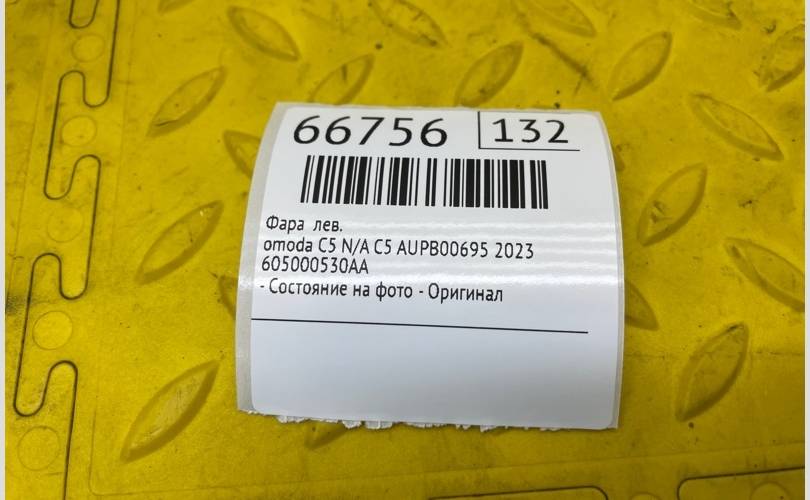 66756 132
Фара лев.
omoda C5 N/A C5 AUPB00695 2023
605000530AA
- Состояние на фото - Оригинал